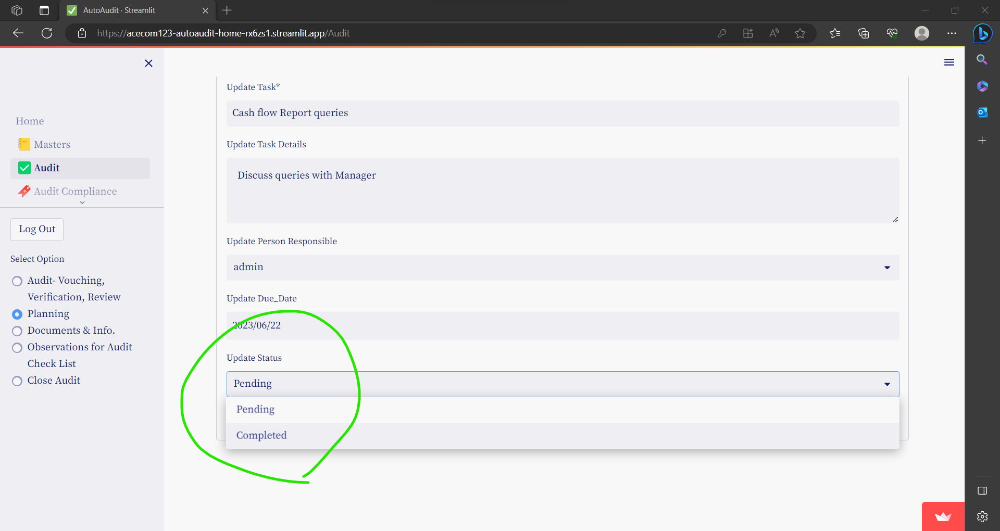 AutoAudit · Streamlit
https://acecom123-autoaudit-home-rx6zs1.streamlit.app/Audit
Home
Masters
Audit
Audit Compliance
Log Out
Select Option
Audit- Vouching,
Verification, Review
Planning
Documents & Info.
Observations for Audit
Check List
Close Audit
Update Task*
Cash flow Report queries
Update Task Details
Discuss queries with Manager
Update Person Responsible
admin
Update Due_Date
2023/06/22
Update Status
Pending
Pending
Completed